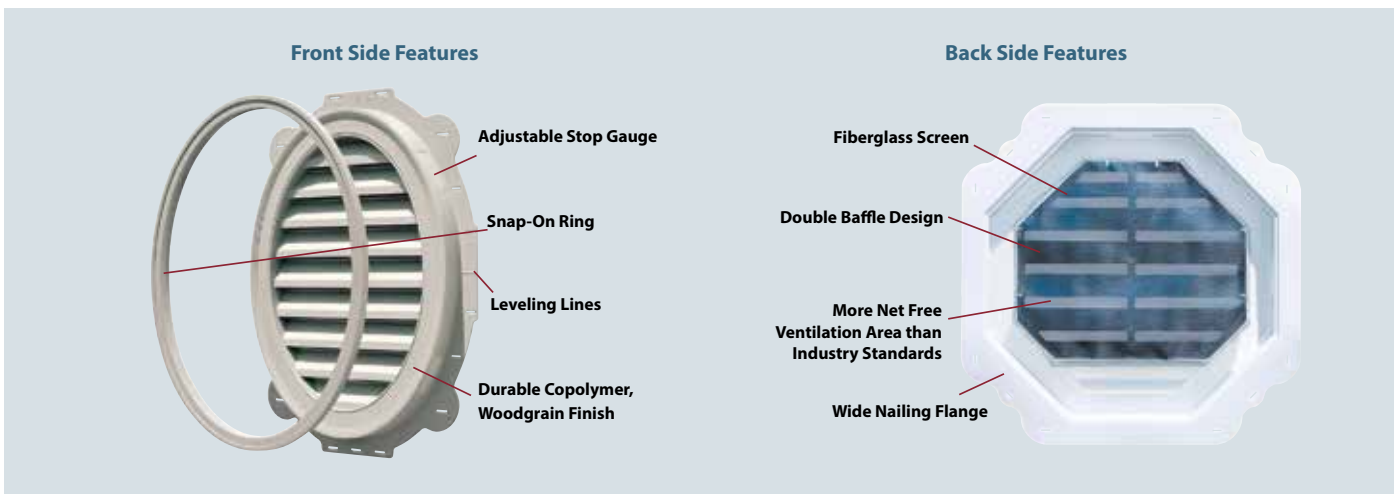 Front Side Features
Adjustable Stop Gauge
Snap-On Ring
Leveling Lines
Durable Copolymer,
Woodgrain Finish
Back Side Features
Fiberglass Screen
Double Baffle Design
More Net Free
Ventilation Area than
Industry Standards
Wide Nailing Flange